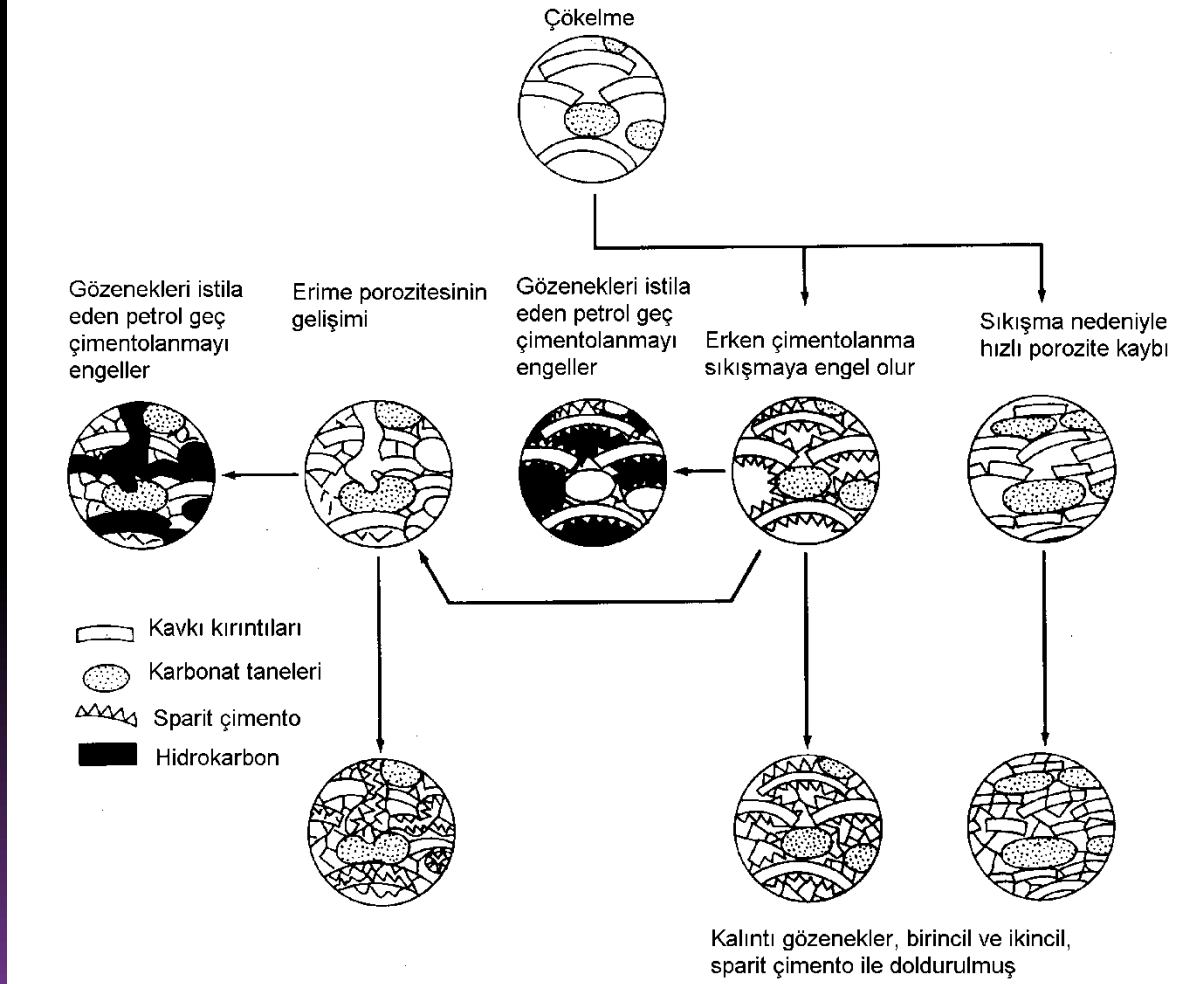 Çökelme
Gözenekleri istila
eden petrol geç
çimentolanmayı
engeller
Erime porozitesinin
gelişimi
Gözenekleri istila
eden petrol geç
çimentolanmayı
engeller
Erken çimentolanma
sıkışmaya engel olur
Sıkışma nedeniyle
hızlı porozite kaybı
Kavkı kırıntıları
Karbonat taneleri
Sparit çimento
Hidrokarbon
Kalıntı gözenekler, birincil ve ikincil,
sparit çimento ile doldurulmuş